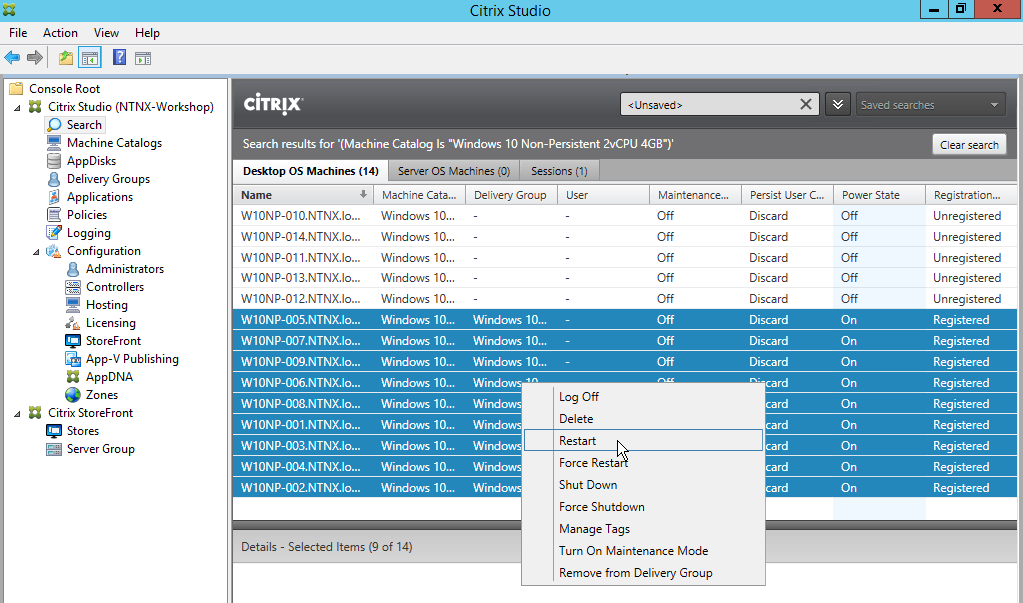 Citrix Studio
File Action View Help
Console Root
Citrix Studio (NTNX-Workshop)
Search
Machine Catalogs
AppDisks
Delivery Groups
Applications
Policies
Logging
Configuration
Administrators
Controllers
Hosting
Licensing
StoreFront
App-V Publishing
AppDNA
Zones
Citrix StoreFront
Stores
Server Group
CITRIX
<Unsaved>
Saved searches
Search results for '(Machine Catalog Is "Windows 10 Non-Persistent 2vCPU 4GB")'
Clear search
Desktop OS Machines (14) Server OS Machines (0) Sessions (1)
Name Machine Cata... Delivery Group User Maintenance... Persist User C... Power State Registration...
W10NP-010.NTNX.lo... Windows 10... - - Off Discard Off Unregistered
W10NP-014.NTNX.lo... Windows 10... - - Off Discard Off Unregistered
W10NP-011.NTNX.lo... Windows 10... - - Off Discard Off Unregistered
W10NP-013.NTNX.lo... Windows 10... - - Off Discard Off Unregistered
W10NP-012.NTNX.lo... Windows 10... - - Off Discard Off Unregistered
W10NP-005.NTNX.lo... Windows 10... Windows 10... - Off Discard On Registered
W10NP-007.NTNX.lo... Windows 10... Windows 10... - Off Discard On Registered
W10NP-009.NTNX.lo... Windows 10... Windows 10... - Off Discard On Registered
W10NP-006.NTNX.lo... Windows 10... Windows 10... Off Discard On Registered
W10NP-008.NTNX.lo... Windows 10... Windows card On Registered
W10NP-001.NTNX.lo... Windows 10... Windows card On Registered
W10NP-003.NTNX.lo... Windows 10... Windows card On Registered
W10NP-004.NTNX.lo... Windows 10... Windows card On Registered
W10NP-002.NTNX.lo... Windows 10... Windows card On Registered
Log Off
Delete
Restart
Force Restart
Shut Down
Force Shutdown
Manage Tags
Turn On Maintenance Mode
Remove from Delivery Group
Details - Selected Items (9 of 14)